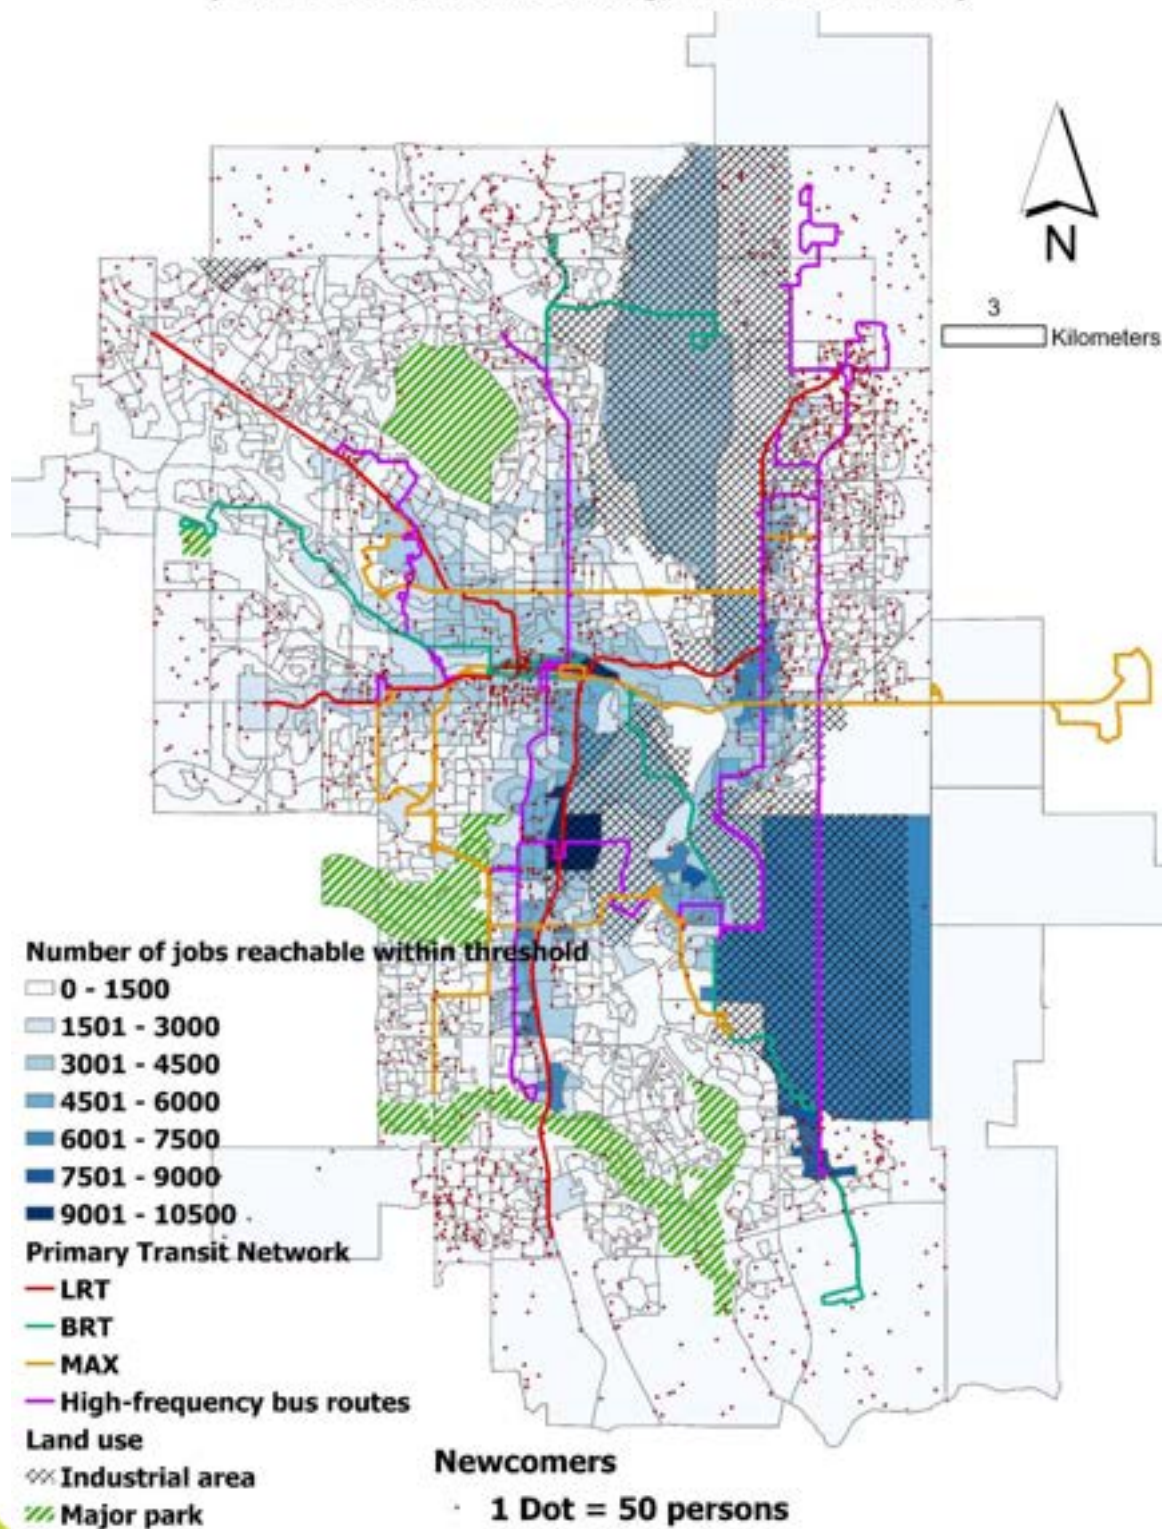 N
3
Kilometers
Number of jobs reachable within threshold
0 - 1500
1501 - 3000
3001 - 4500
4501 - 6000
6001 - 7500
7501 - 9000
9001 - 10500
Primary Transit Network
LRT
BRT
MAX
High-frequency bus routes
Land use
Industrial area
Major park
Newcomers
1 Dot = 50 persons